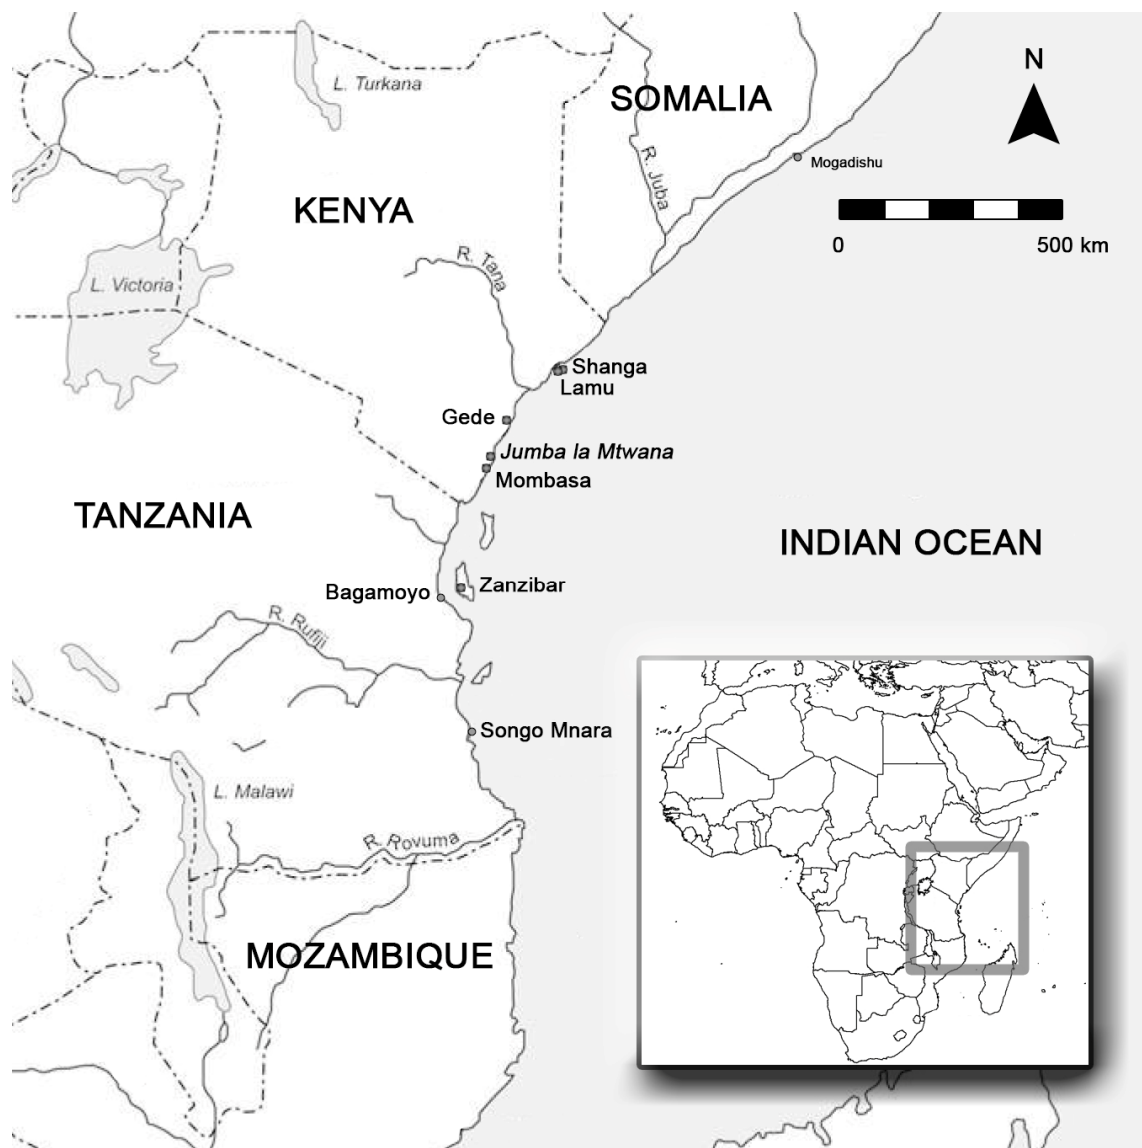 N
L. Turkana
SOMALIA
Mogadishu
R. Juba
KENYA
0 500 km
R. Tana
L. Victoria
Shanga
Lamu
Gede
Jumba la Mtwana
Mombasa
TANZANIA
INDIAN OCEAN
Zanzibar
Bagamoyo
R. Rufiji
Songo Mnara
L. Malawi
R. Rovuma
MOZAMBIQUE